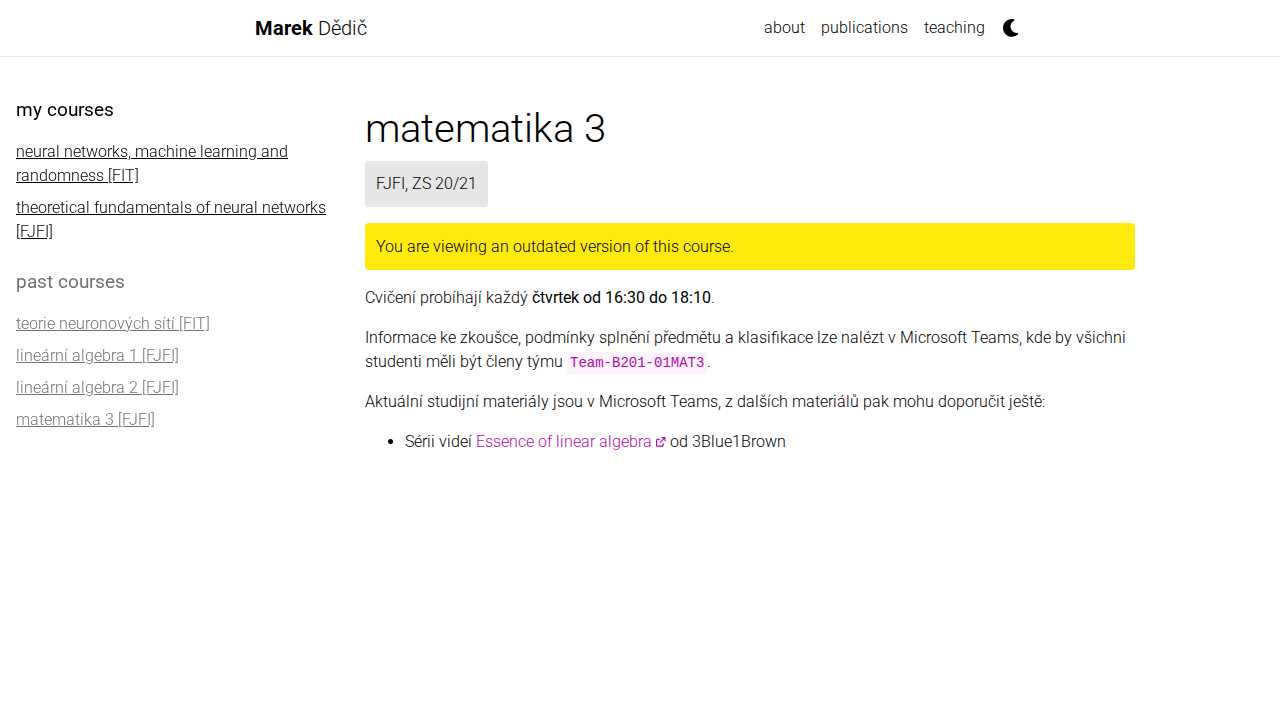 Marek Dědič
about publications teaching
my courses
neural networks, machine learning and
randomness [FIT]
theoretical fundamentals of neural networks
[FJFI]
past courses
teorie neuronových sítí [FIT]
lineární algebra 1 [FJFI]
lineární algebra 2 [FJFI]
matematika 3 [FJFI]
matematika 3
FJFI, ZS 20/21
You are viewing an outdated version of this course.
Cvičení probíhají každý čtvrtek od 16:30 do 18:10.
Informace ke zkoušce, podmínky splnění předmětu a klasifikace lze nalézt v Microsoft Teams, kde by všichni
studenti měli být členy týmu Team-B201-01MAT3.
Aktuální studijní materiály jsou v Microsoft Teams, z dalších materiálů pak mohu doporučit ještě:
Sérii videí Essence of linear algebra od 3Blue1Brown